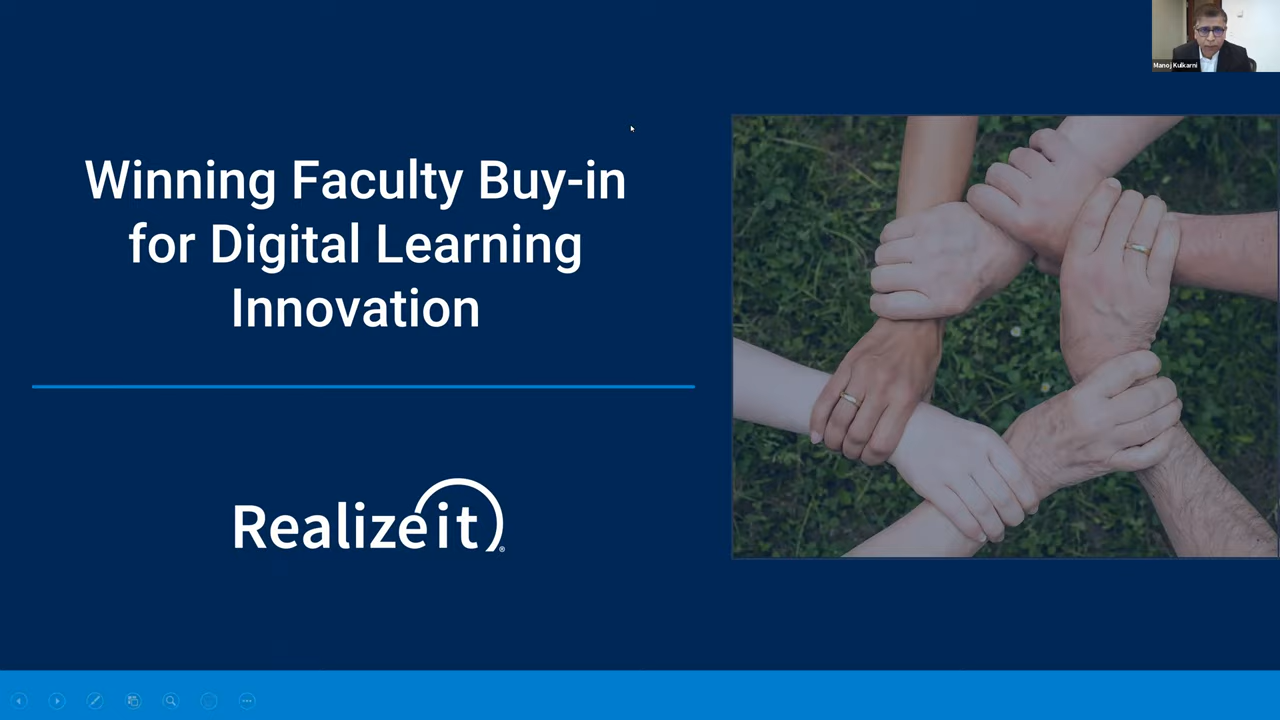 Manoj Kulkarni
Winning Faculty Buy-in
for Digital Learning
Innovation
Realizeit®